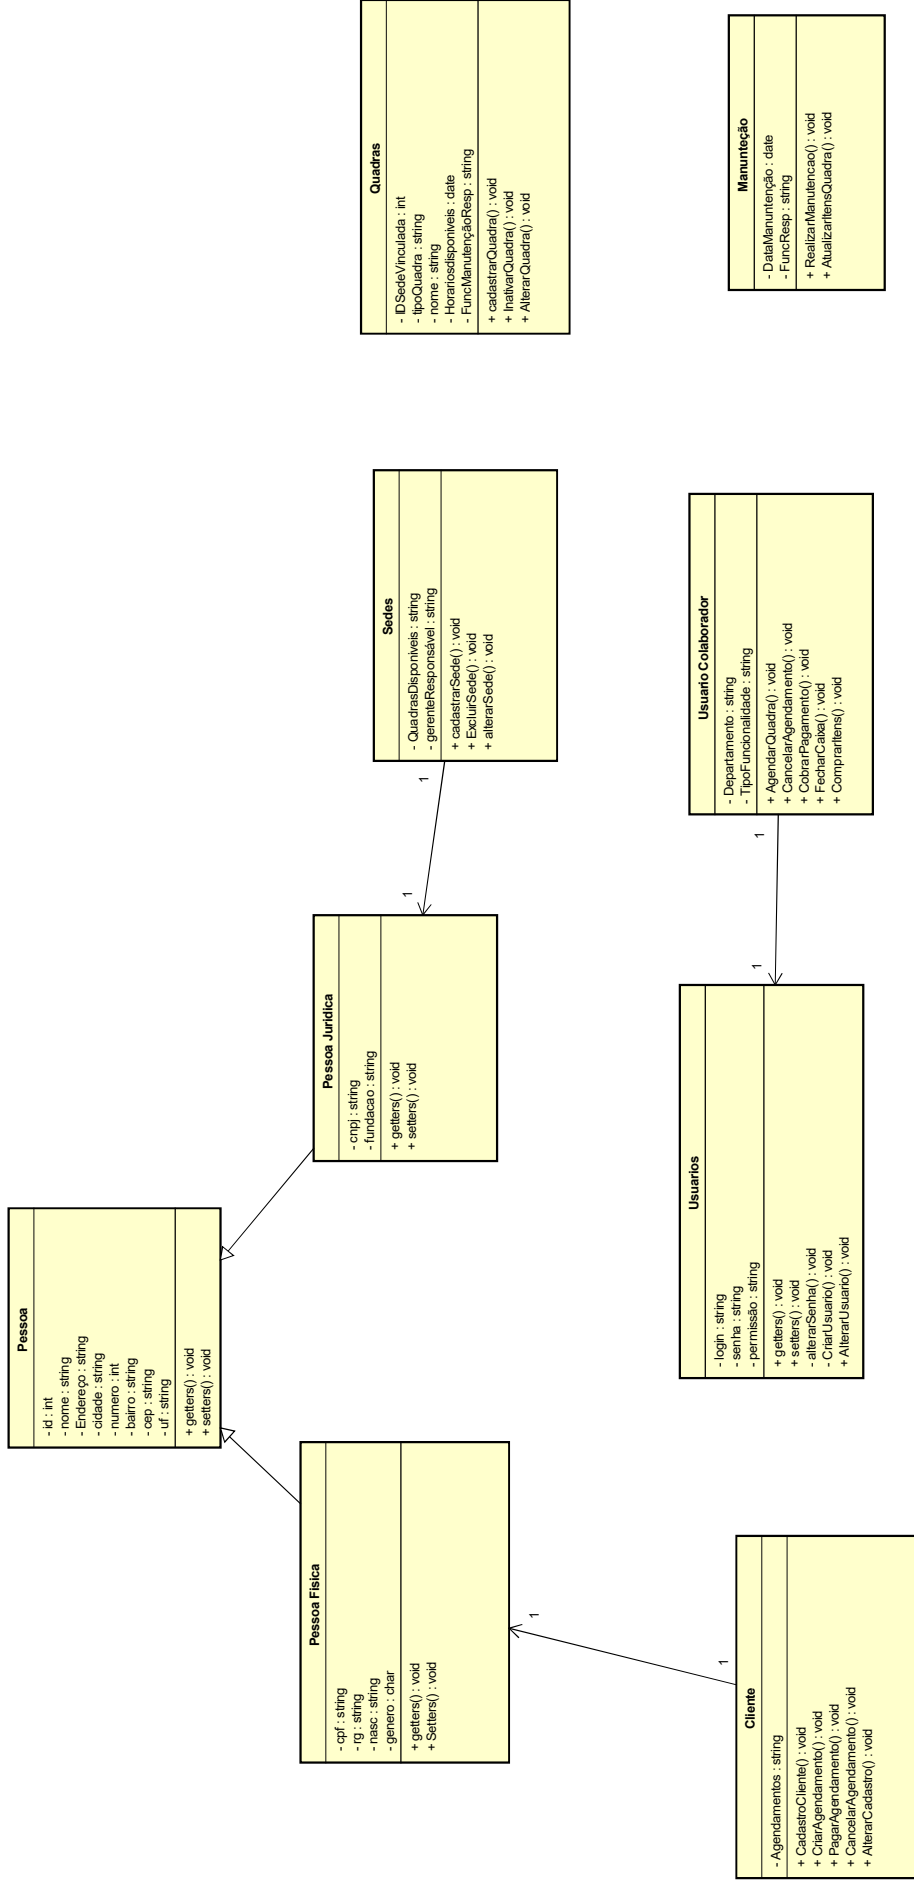 Pessoa
- id : int
- nome : string
- Endereço : string
- cidade : string
- numero : int
- bairro : string
- cep : string
- uf : string
+ getters() : void
+ setters() : void
Pessoa Fisica
- cpf : string
- rg : string
- nasc : string
- genero : char
+ getters() : void
+ Setters() : void
1
1
Cliente
- Agendamentos : string
+ CadastroCliente() : void
+ CriarAgendamento() : void
+ PagarAgendamento() : void
+ CancelarAgendamento() : void
+ AlterarCadastro() : void
Pessoa Juridica
- cnpj : string
- fundacao : string
+ getters() : void
+ setters() : void
1
1
Sedes
- QuadrasDisponiveis : string
- gerenteResponsável : string
+ cadastrarSede() : void
+ ExcluirSede() : void
+ alterarSede() : void
Quadras
- IDSedeVinculada : int
- tipoQuadra : string
- nome : string
- Horariosdisponiveis : date
- FuncManutençãoResp : string
+ cadastrarQuadra() : void
+ InativarQuadra() : void
+ AlterarQuadra() : void
Usuarios
- login : string
- senha : string
- permissão : string
+ getters() : void
+ setters() : void
- alterarSenha() : void
- CriarUsuario() : void
+ AlterarUsuario() : void
1
1
Usuario Colaborador
- Departamento : string
- TipoFuncionalidade : string
+ AgendarQuadra() : void
+ CancelarAgendamento() : void
+ CobrarPagamento() : void
+ FecharCaixa() : void
+ ComprarItens() : void
Manunteção
- DataManuntenção : date
- FuncResp : string
+ RealizarManutencao() : void
+ AtualizarItensQuadra() : void